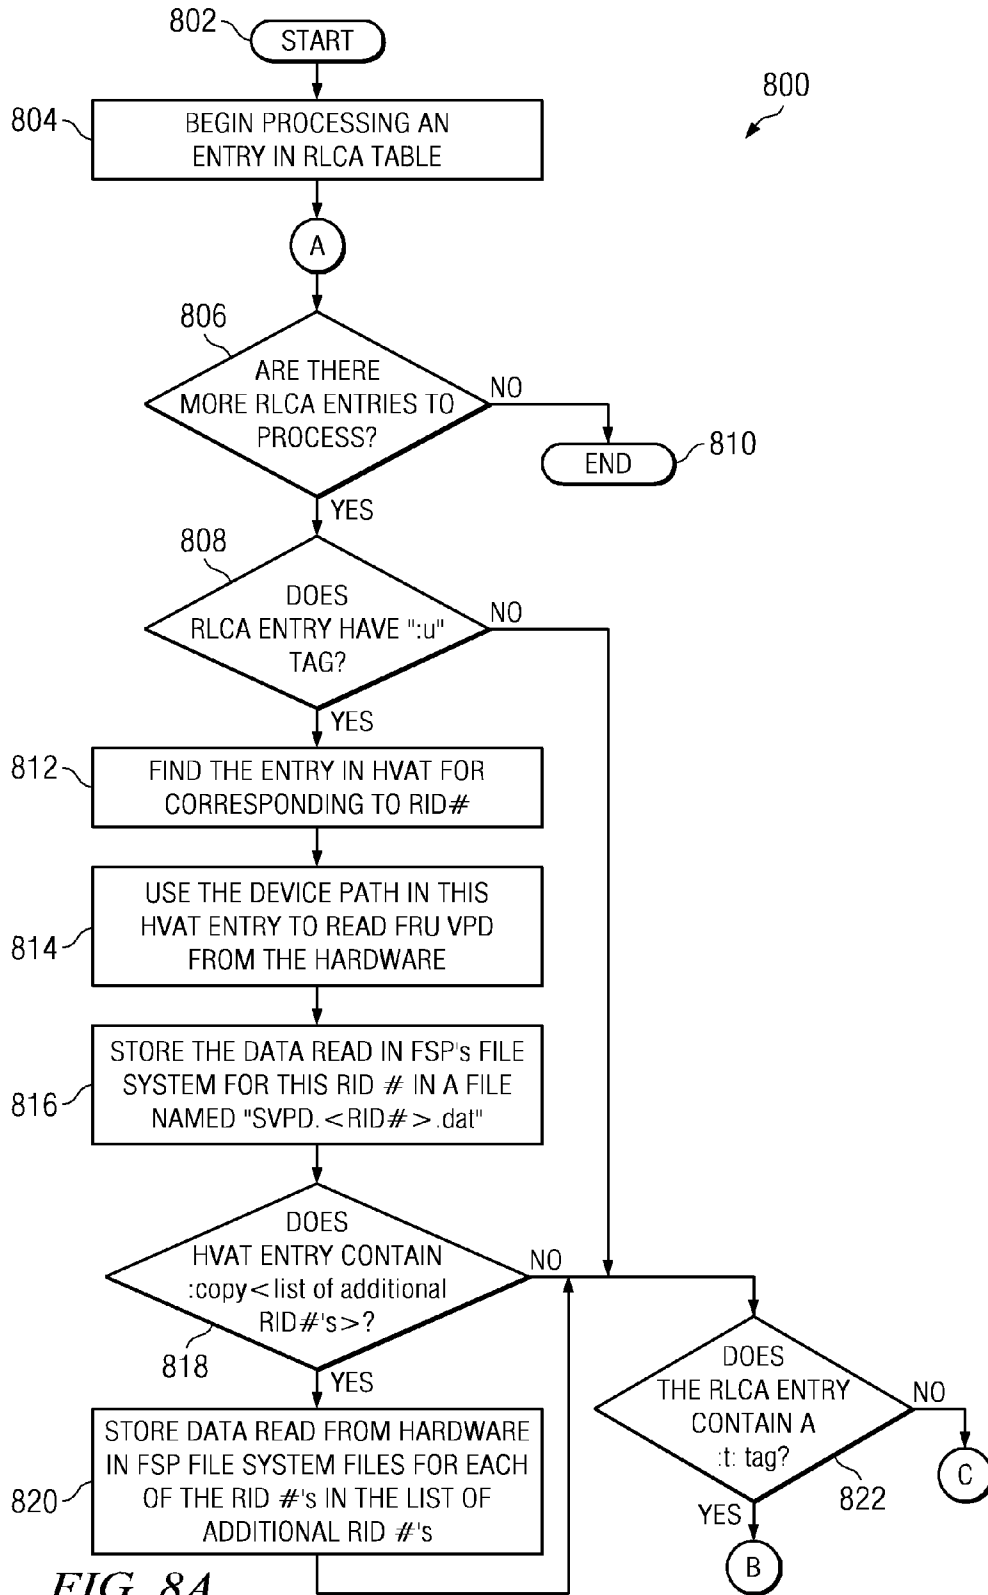 802
START
800
804
BEGIN PROCESSING AN
ENTRY IN RLCA TABLE
A
806
ARE THERE
MORE RLCA ENTRIES TO
PROCESS?
NO
END
810
YES
808
DOES
RLCA ENTRY HAVE ":u"
TAG?
NO
YES
812
FIND THE ENTRY IN HVAT FOR
CORRESPONDING TO RID#
814
USE THE DEVICE PATH IN THIS
HVAT ENTRY TO READ FRU VPD
FROM THE HARDWARE
816
STORE THE DATA READ IN FSP's FILE
SYSTEM FOR THIS RID # IN A FILE
NAMED "SVPD.<RID#>.dat"
DOES
HVAT ENTRY CONTAIN
:copy<list of additional
RID#'s>?
NO
818
YES
820
STORE DATA READ FROM HARDWARE
IN FSP FILE SYSTEM FILES FOR EACH
OF THE RID #'s IN THE LIST OF
ADDITIONAL RID #'s
DOES
THE RLCA ENTRY
CONTAIN A
:t: tag?
NO
C
822
YES
B
FIG. 8A